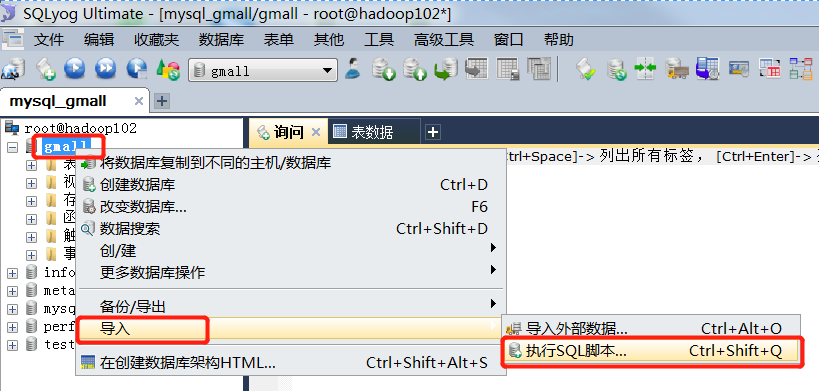 SQLyog Ultimate - [mysql_gmall/gmall - root@hadoop102*]
文件 编辑 收藏夹 数据库 表单 其他 工具 高级工具 窗口 帮助
gmall
mysql_gmall
root@hadoop102
询问 表数据
gmall
将数据库复制到不同的主机/数据库
trl+Space]-> 列出所有标签， [Ctrl+Enter]->
表
创建数据库 Ctrl+D
视
改变数据库... F6
存
数据搜索 Ctrl+Shift+D
函
创/建
触
更多数据库操作
事
info
meta
备份/导出
mysq
导入
perf
导入外部数据... Ctrl+Alt+O
test
执行SQL脚本... Ctrl+Shift+Q
在创建数据库架构HTML... Ctrl+Shift+Alt+S